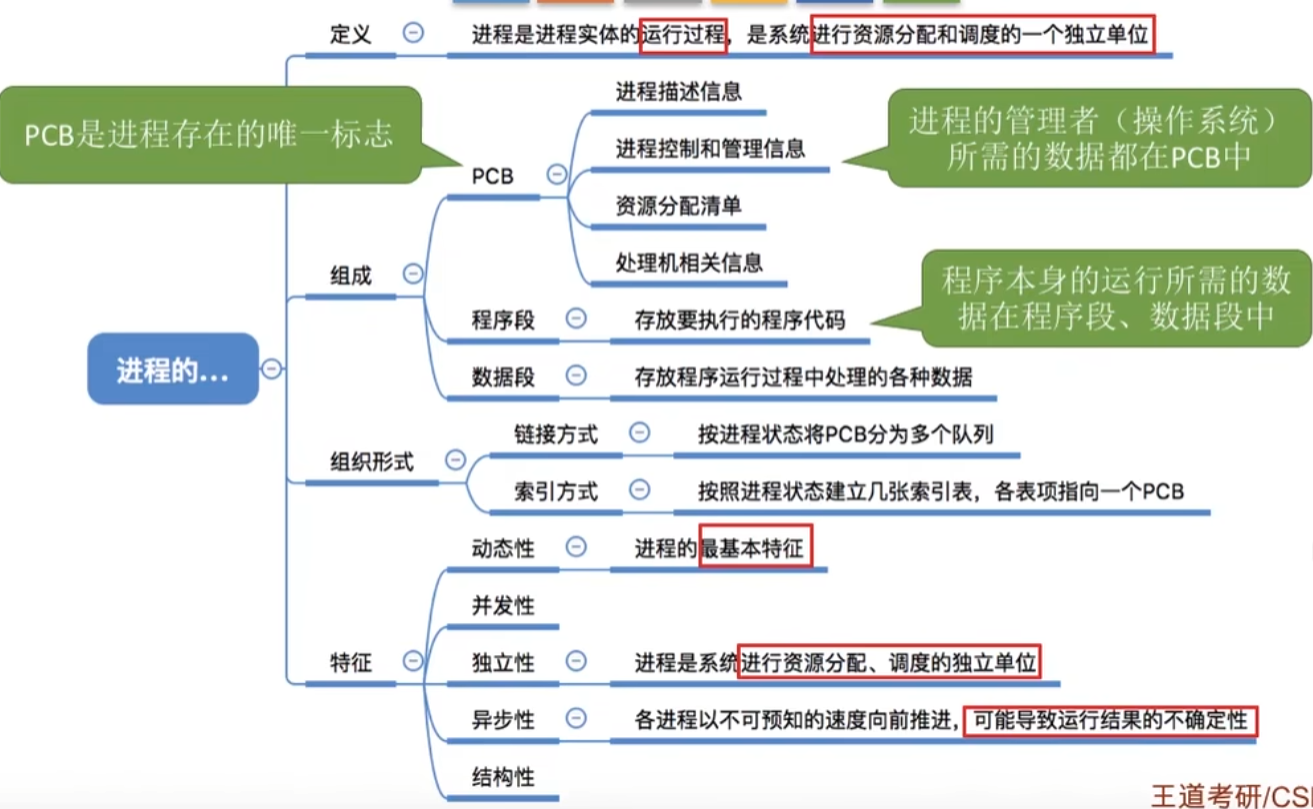 定义
进程是进程实体的运行过程，是系统进行资源分配和调度的一个独立单位
PCB是进程存在的唯一标志
进程描述信息
进程的管理者（操作系统）
所需的数据都在PCB中
进程控制和管理信息
PCB
资源分配清单
处理机相关信息
组成
程序本身的运行所需的数
据在程序段、数据段中
程序段
存放要执行的程序代码
数据段
存放程序运行过程中处理的各种数据
进程的...
组织形式
链接方式
按进程状态将PCB分为多个队列
索引方式
按照进程状态建立几张索引表，各表项指向一个PCB
特征
动态性
进程的最基本特征
并发性
独立性
进程是系统进行资源分配、调度的独立单位
异步性
各进程以不可预知的速度向前推进，可能导致运行结果的不确定性
结构性
王道考研/CS